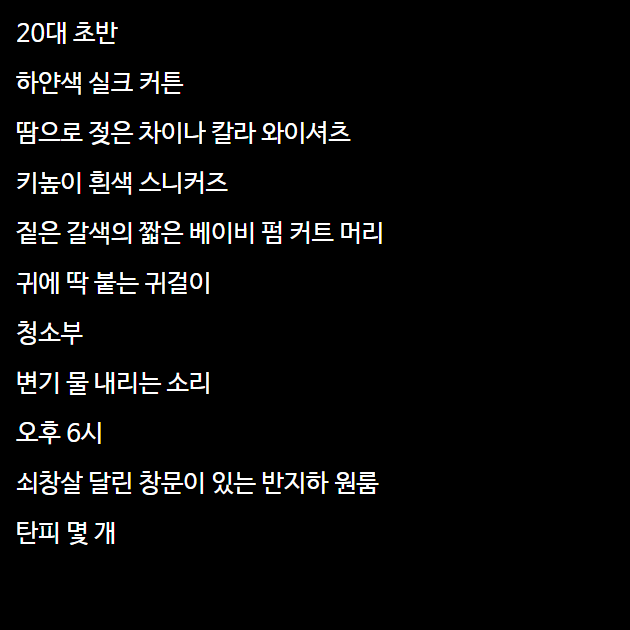 20대 초반
하얀색 실크 커튼
땀으로 젖은 차이나 칼라 와이셔츠
키높이 흰색 스니커즈
짙은 갈색의 짧은 베이비 펌 커트 머리
귀에 딱 붙는 귀걸이
청소부
변기 물 내리는 소리
오후 6시
쇠창살 달린 창문이 있는 반지하 원룸
탄피 몇 개